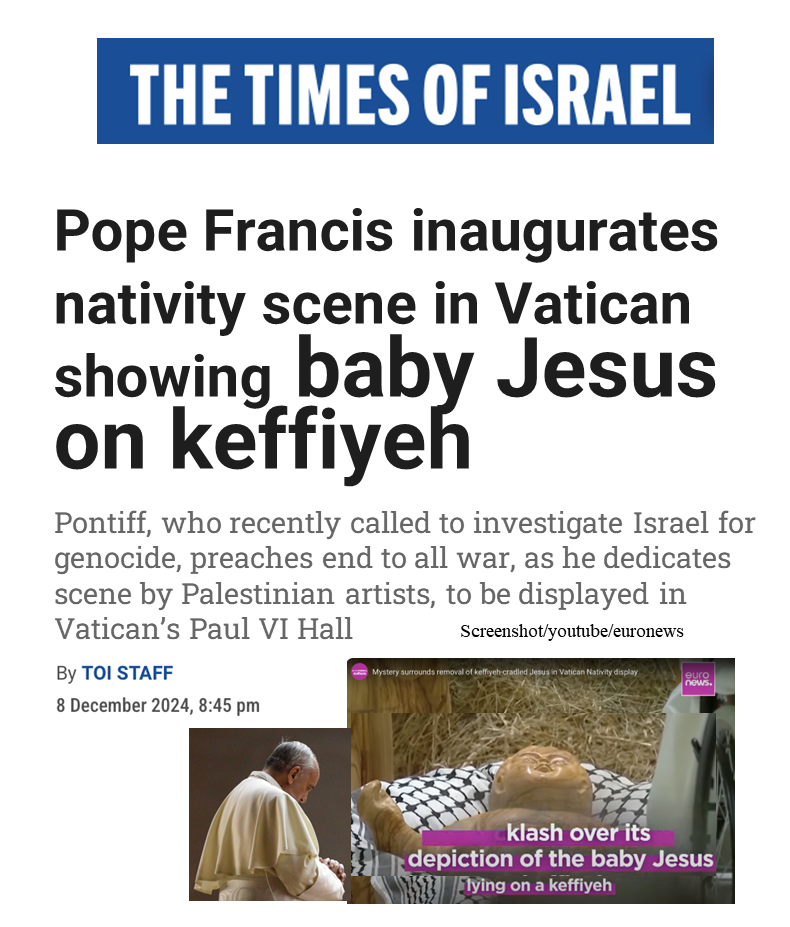 THE TIMES OF ISRAEL
Pope Francis inaugurates
nativity scene in Vatican
showing baby Jesus
on keffiyeh
Pontiff, who recently called to investigate Israel for
genocide, preaches end to all war, as he dedicates
scene by Palestinian artists, to be displayed in
Vatican’s Paul VI Hall
Screenshot/youtube/euronews
By TOI STAFF
8 December 2024, 8:45 pm
Mystery surrounds removal of keffiyeh-cradled Jesus in Vatican Nativity display
euro
news.
klash over its
depiction of the baby Jesus
lying on a keffiyeh